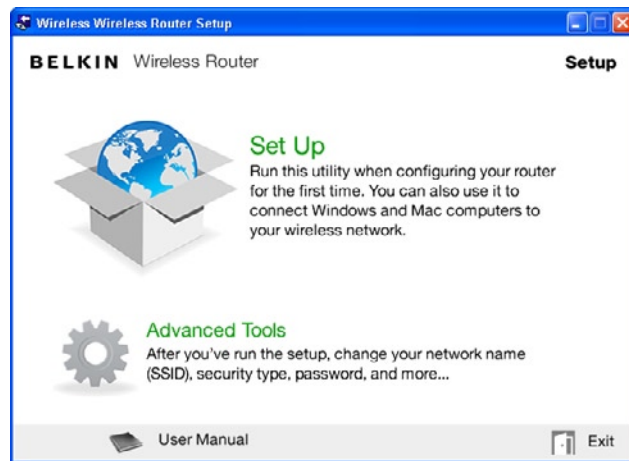 Wireless Wireless Router Setup
BELKIN Wireless Router Setup
Set Up
Run this utility when configuring your router
for the first time. You can also use it to
connect Windows and Mac computers to
your wireless network.
Advanced Tools
After you've run the setup, change your network name
(SSID), security type, password, and more...
User Manual Exit